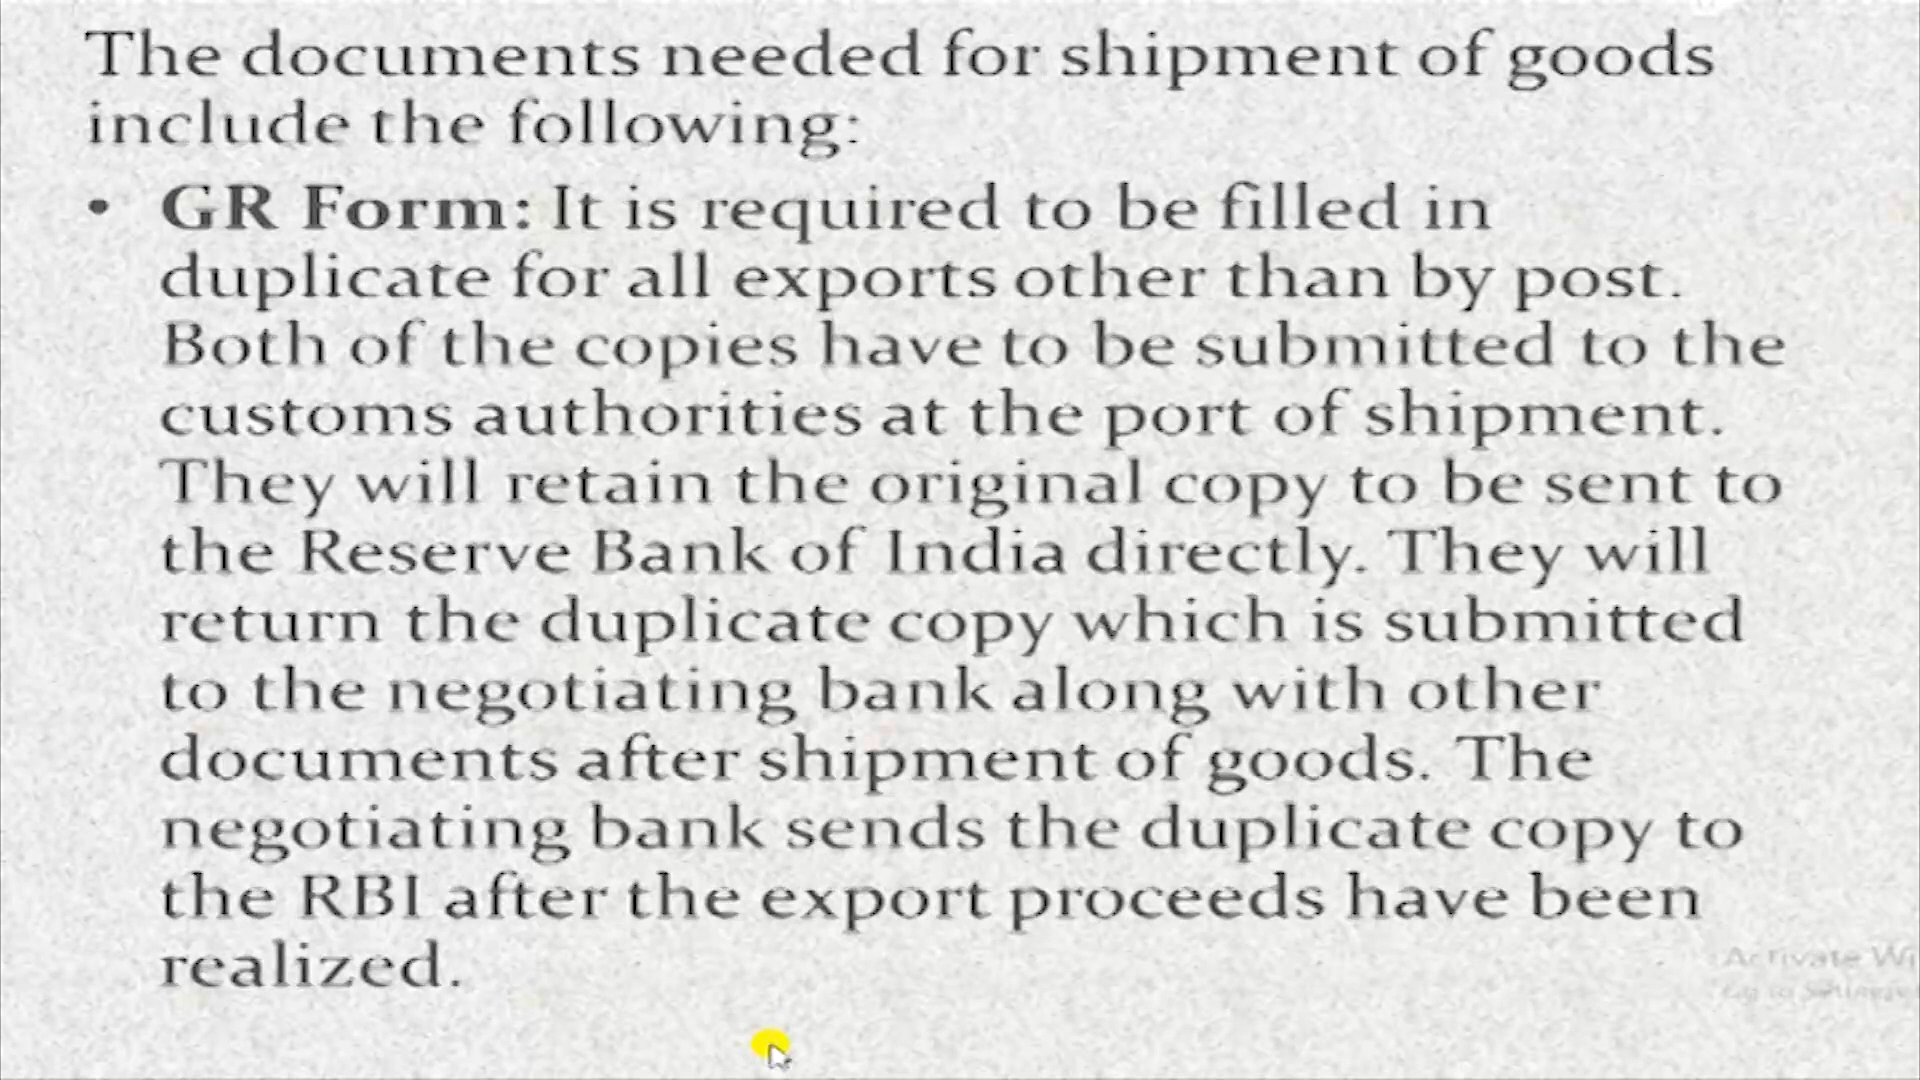 The documents needed for shipment of goods
include the following:
• GR Form: It is required to be filled in
duplicate for all exports other than by post.
Both of the copies have to be submitted to the
customs authorities at the port of shipment.
They will retain the original copy to be sent to
the Reserve Bank of India directly. They will
return the duplicate copy which is submitted
to the negotiating bank along with other
documents after shipment of goods. The
negotiating bank sends the duplicate copy to
the RBI after the export proceeds have been
realized.
Activate Wi
Go to Settings